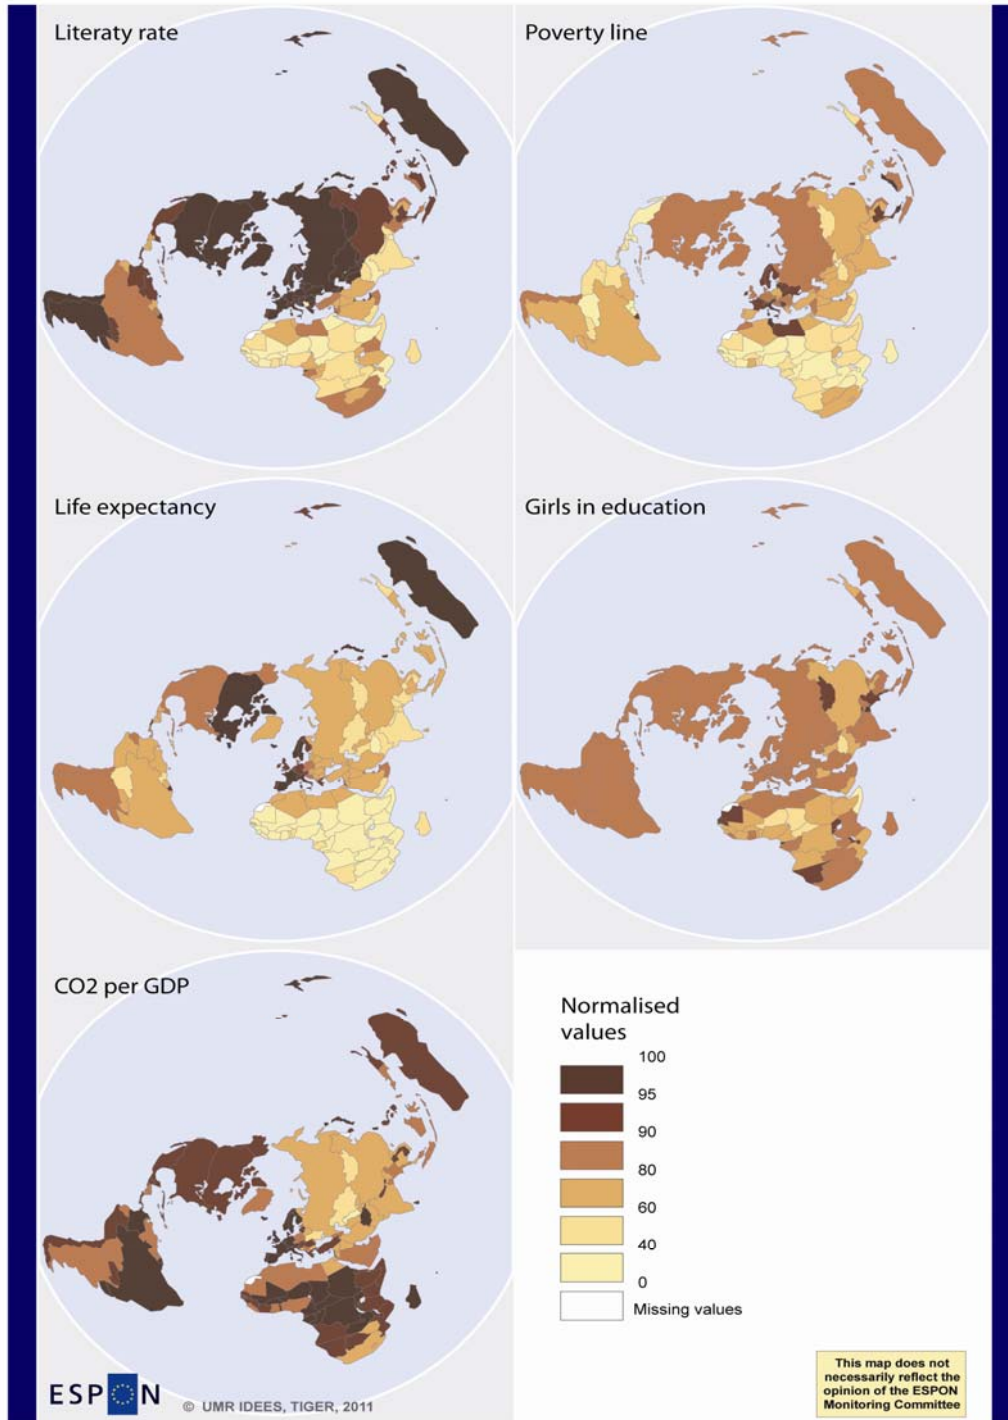 Literaty rate
Poverty line
Life expectancy
Girls in education
CO2 per GDP
Normalised
values
100
95
90
80
60
40
0
Missing values
ESPON
© UMR IDEES, TIGER, 2011
This map does not
necessarily reflect the
opinion of the ESPON
Monitoring Committee